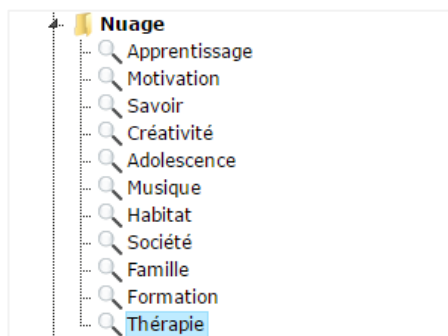 Nuage
Apprentissage
Motivation
Savoir
Créativité
Adolescence
Musique
Habitat
Société
Famille
Formation
Thérapie